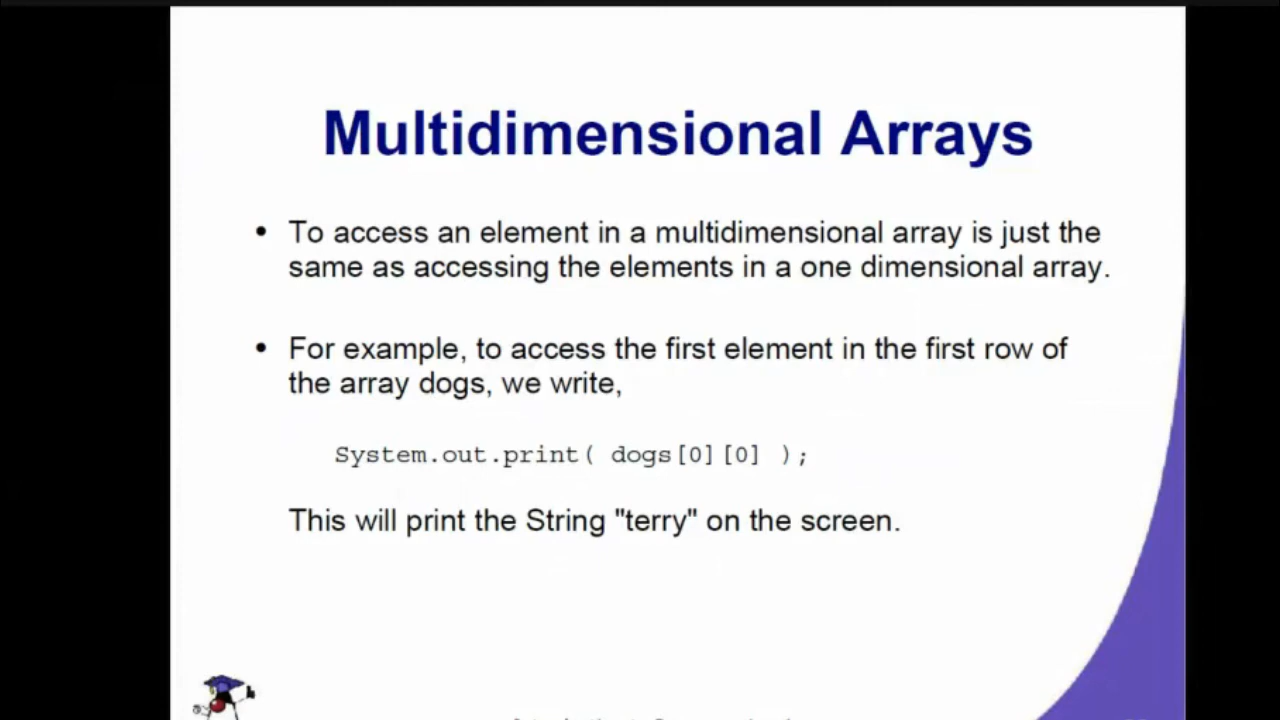 Multidimensional Arrays
• To access an element in a multidimensional array is just the
same as accessing the elements in a one dimensional array.
• For example, to access the first element in the first row of
the array dogs, we write,
System.out.print( dogs[0][0] );
This will print the String "terry" on the screen.